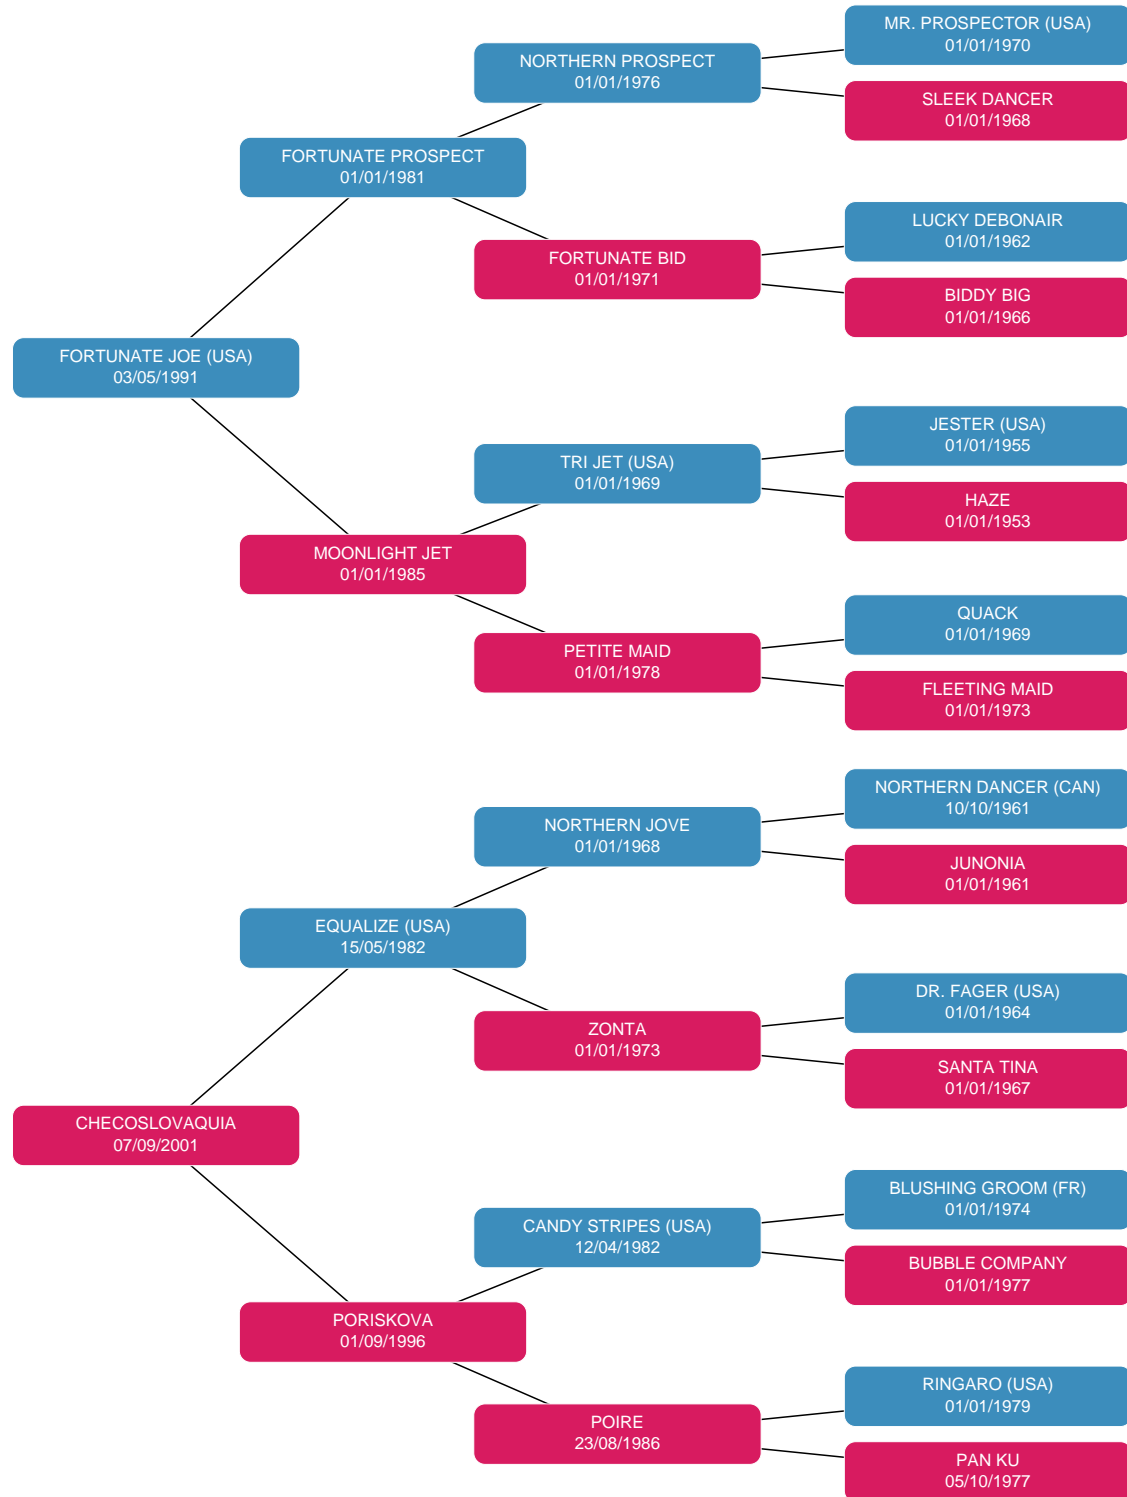 MR. PROSPECTOR (USA)
01/01/1970
NORTHERN PROSPECT
01/01/1976
SLEEK DANCER
01/01/1968
FORTUNATE PROSPECT
01/01/1981
LUCKY DEBONAIR
01/01/1962
FORTUNATE BID
01/01/1971
BIDDY BIG
01/01/1966
FORTUNATE JOE (USA)
03/05/1991
JESTER (USA)
01/01/1955
TRI JET (USA)
01/01/1969
HAZE
01/01/1953
MOONLIGHT JET
01/01/1985
QUACK
01/01/1969
PETITE MAID
01/01/1978
FLEETING MAID
01/01/1973
NORTHERN DANCER (CAN)
10/10/1961
NORTHERN JOVE
01/01/1968
JUNONIA
01/01/1961
EQUALIZE (USA)
15/05/1982
DR. FAGER (USA)
01/01/1964
ZONTA
01/01/1973
SANTA TINA
01/01/1967
CHECOSLOVAQUIA
07/09/2001
BLUSHING GROOM (FR)
01/01/1974
CANDY STRIPES (USA)
12/04/1982
BUBBLE COMPANY
01/01/1977
PORISKOVA
01/09/1996
RINGARO (USA)
01/01/1979
POIRE
23/08/1986
PAN KU
05/10/1977